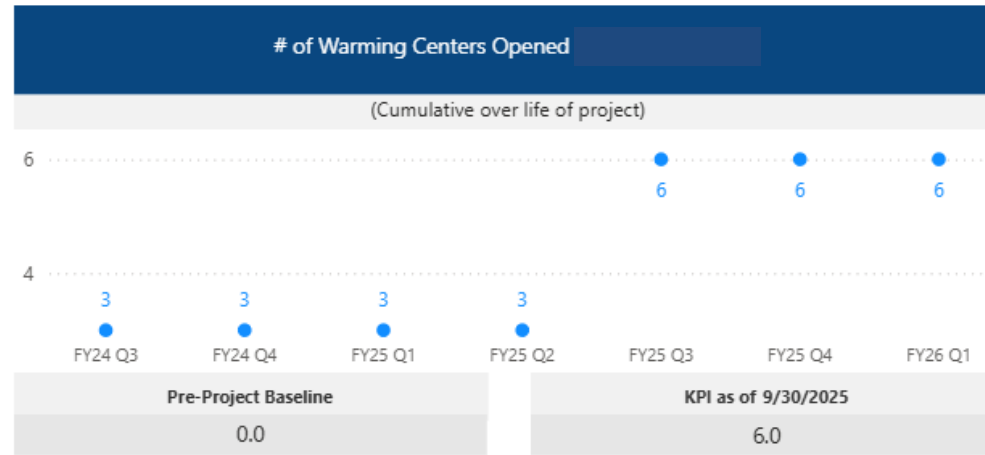 # of Warming Centers Opened
(Cumulative over life of project)
6
6 6 6
4
3 3 3 3
FY24 Q3 FY24 Q4 FY25 Q1 FY25 Q2 FY25 Q3 FY25 Q4 FY26 Q1
Pre-Project Baseline KPI as of 9/30/2025
0.0 6.0